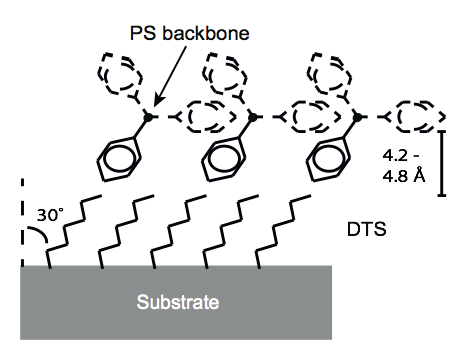 PS backbone
4.2 -
4.8 Å
30°
DTS
Substrate